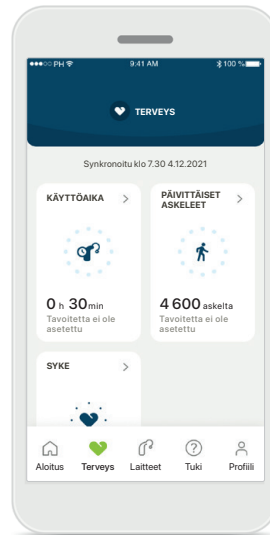 PH 9:41 AM 100 %
TERVEYS
Synkronoitu klo 7.30 4.12.2021
KÄYTTÖAIKA
0 h 30 min
Tavoitetta ei ole
asetettu
PÄIVITTÄISET
ASKELEET
4 600 askelta
Tavoitetta ei ole
asetettu
SYKE
Aloitus Terveys Laitteet Tuki Profiili